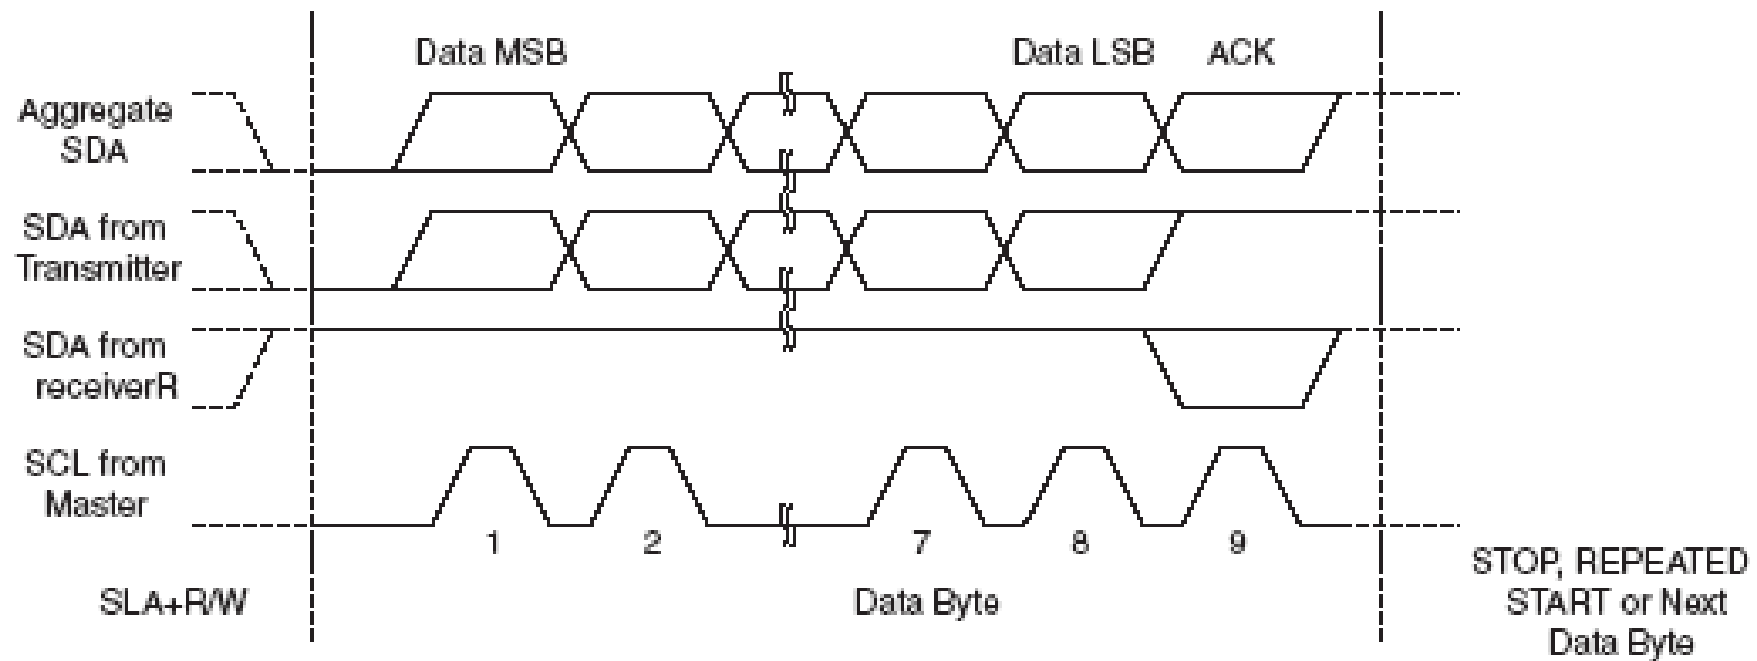 Data MSB
Data LSB
ACK
Aggregate
SDA
SDA from
Transmitter
SDA from
receiverR
SCL from
Master
1
2
7
8
9
SLA+R/W
Data Byte
STOP, REPEATED
START or Next
Data Byte